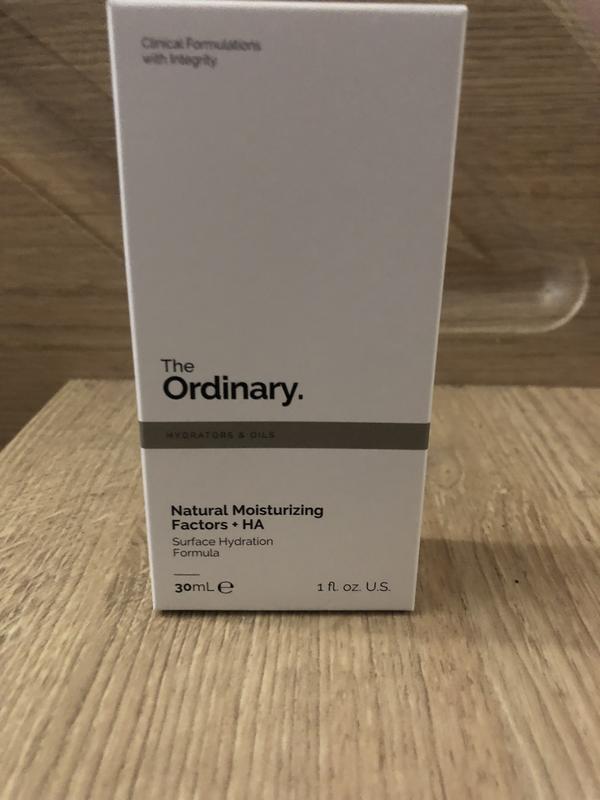 Clinical Formulations
with Integrity.
The
Ordinary.
HYDRATORS & OILS
Natural Moisturizing
Factors + HA
Surface Hydration
Formula
30mL ℮
1 fl. oz. U.S.